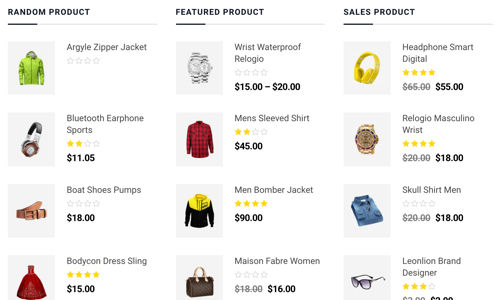 RANDOM PRODUCT
Argyle Zipper Jacket
Bluetooth Earphone
Sports
$11.05
Boat Shoes Pumps
$18.00
Bodycon Dress Sling
$15.00
FEATURED PRODUCT
Wrist Waterproof
Relogio
$15.00 – $20.00
Mens Sleeved Shirt
$45.00
Men Bomber Jacket
$90.00
Maison Fabre Women
$18.00 $16.00
SALES PRODUCT
Headphone Smart
Digital
$65.00 $55.00
Relogio Masculino
Wrist
$20.00 $18.00
Skull Shirt Men
$20.00 $18.00
Leonlion Brand
Designer